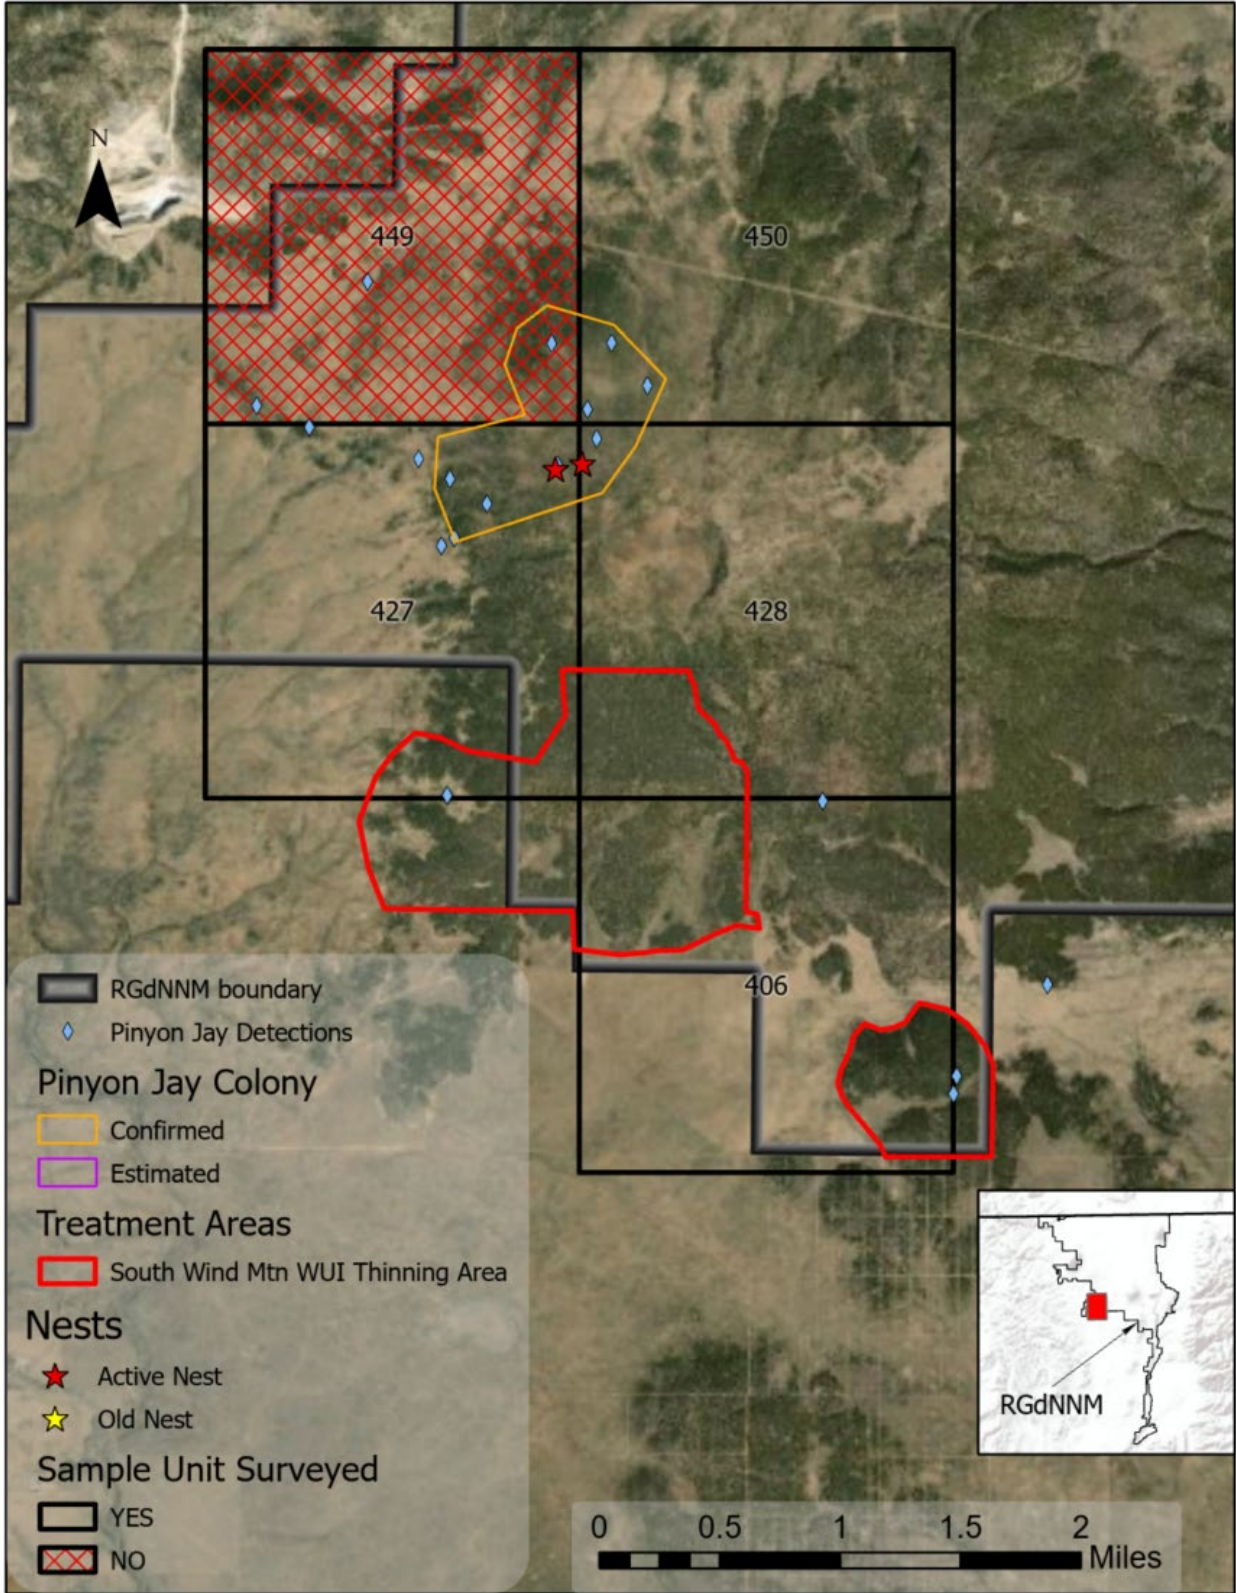 N
449
450
427
428
406
RGdNNM boundary
Pinyon Jay Detections
Pinyon Jay Colony
Confirmed
Estimated
Treatment Areas
South Wind Mtn WUI Thinning Area
Nests
Active Nest
Old Nest
Sample Unit Surveyed
YES
NO
RGdNNM
0 0.5 1 1.5 2
Miles